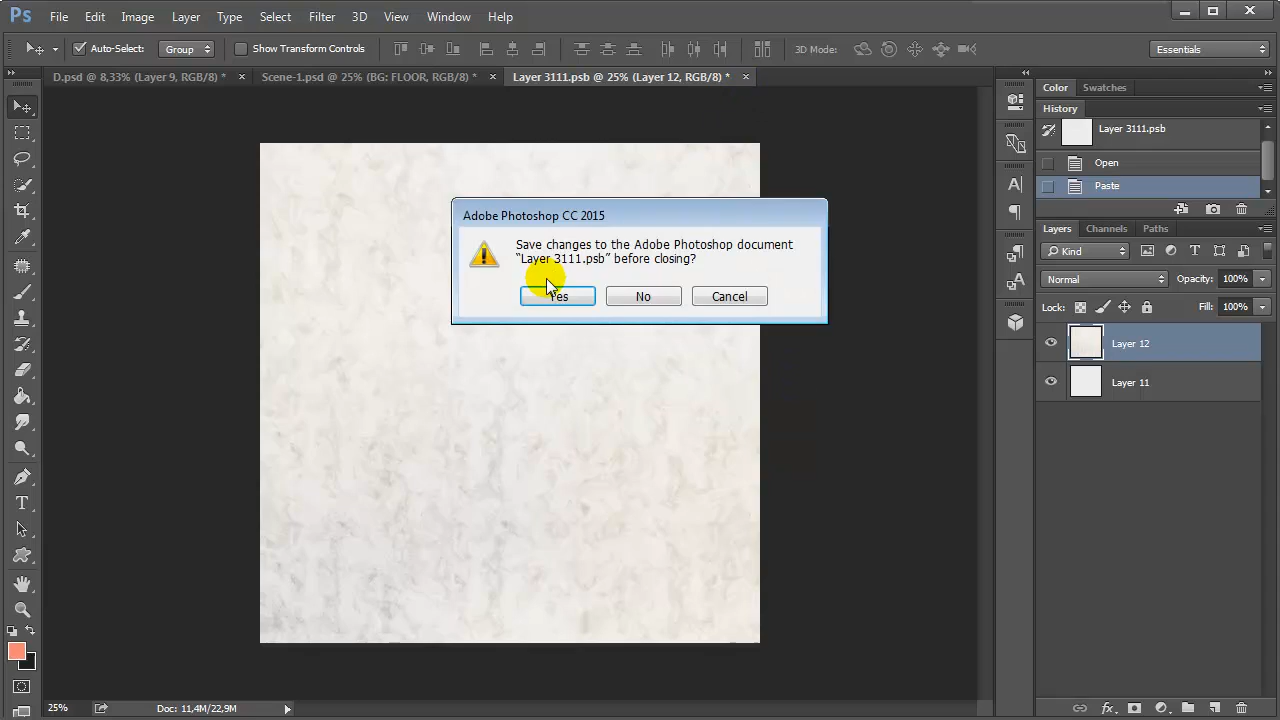 Ps File Edit Image Layer Type Select Filter 3D View Window Help
Auto-Select: Group Show Transform Controls 3D Mode: Essentials
D.psd @ 8,33% (Layer 9, RGB/8) * Scene-1.psd @ 25% (BG: FLOOR, RGB/8) * Layer 3111.psb @ 25% (Layer 12, RGB/8) *
Color Swatches
History
Layer 3111.psb
Open
Paste
Layers Channels Paths
Kind
Normal Opacity: 100%
Lock: Fill: 100%
Layer 12
Layer 11
Adobe Photoshop CC 2015
Save changes to the Adobe Photoshop document
“Layer 3111.psb” before closing?
Yes No Cancel
25% Doc: 11,4M/22,9M